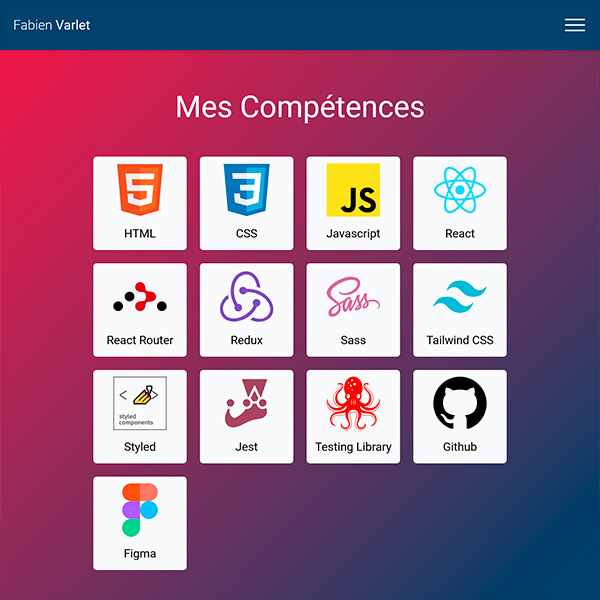 Fabien Varlet
Mes Compétences
5
3
JS
HTML
CSS
Javascript
React
Sass
React Router
Redux
Sass
Tailwind CSS
< >
styled
components
Styled
Jest
Testing Library
Github
Figma